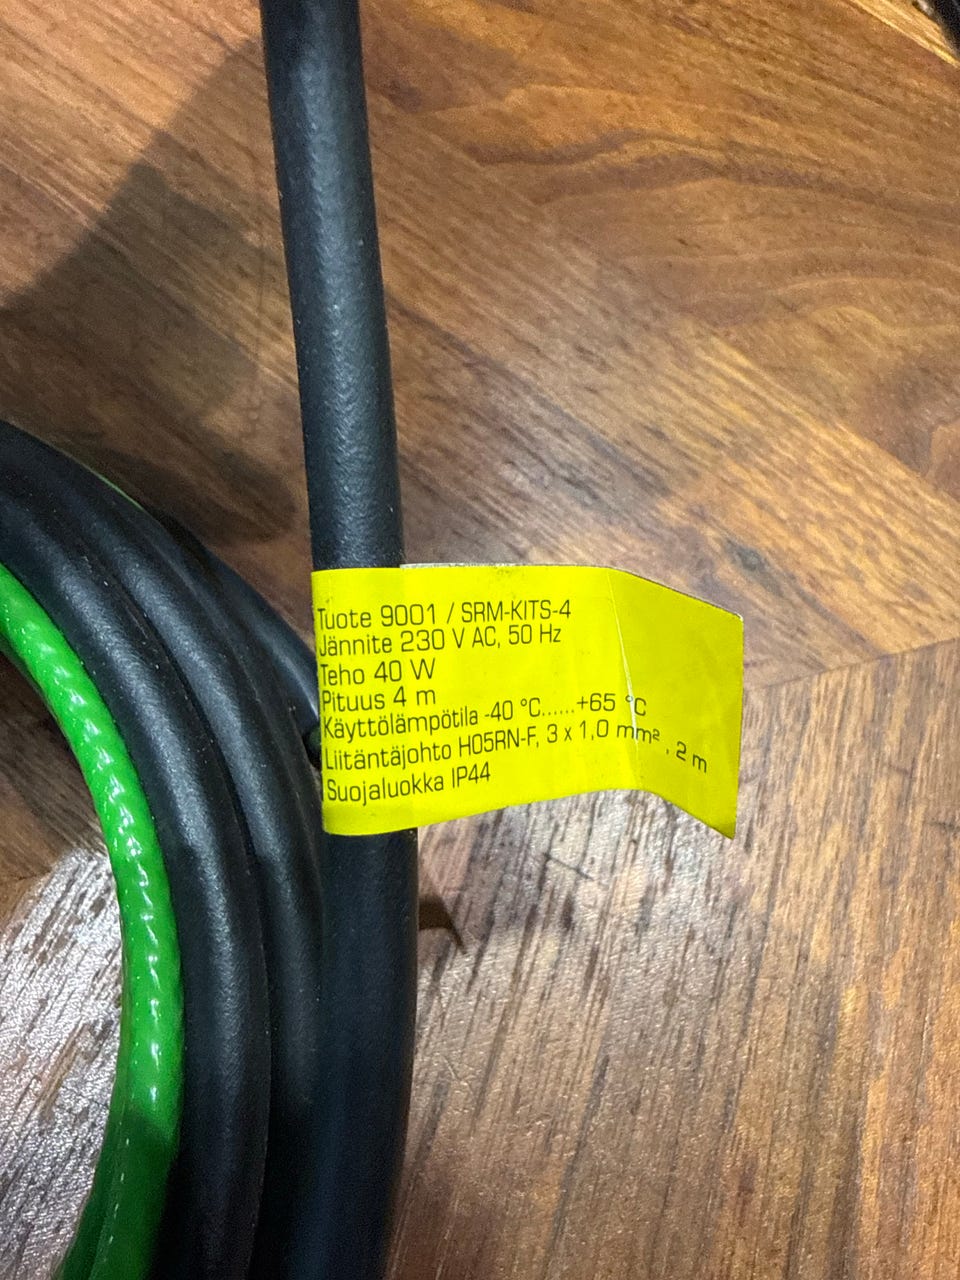 Tuote 9001 / SRM-KITS-4
Jännite 230 V AC, 50 Hz
Teho 40 W
Pituus 4 m
Käyttölämpötila -40 °C......+65 °C
Liitäntäjohto H05RN-F, 3 x 1,0 mm², 2 m
Suojaluokka IP44